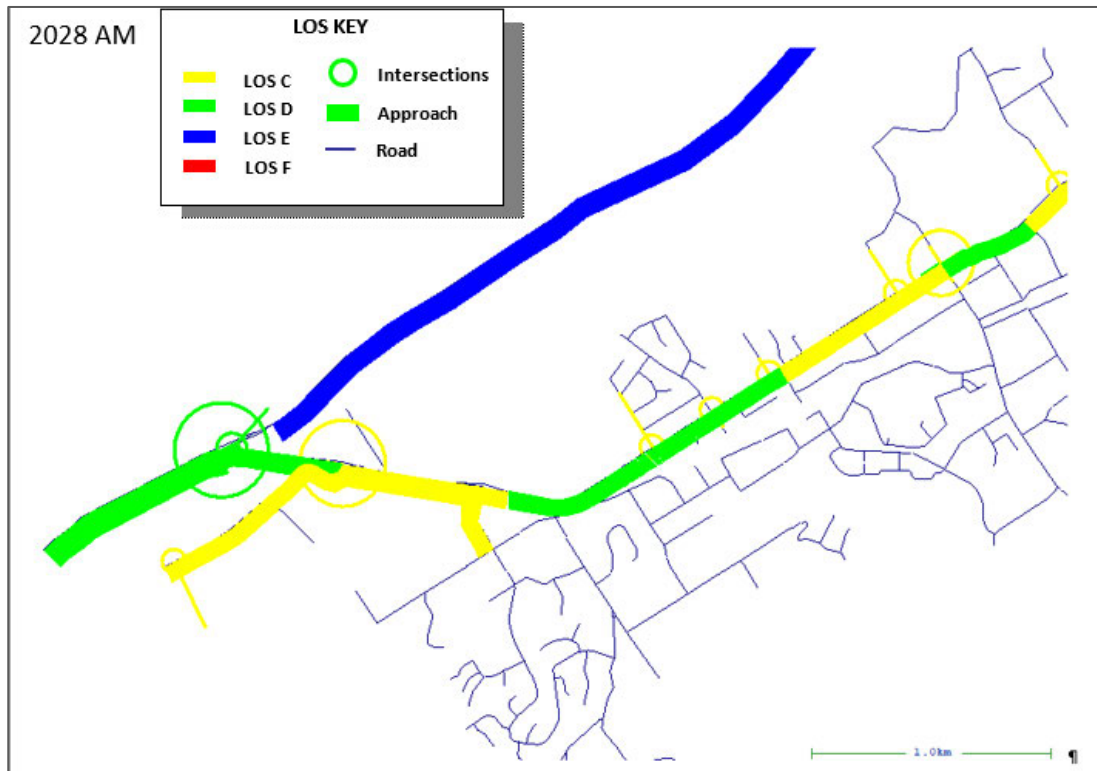 2028 AM
LOS KEY
LOS C
LOS D
LOS E
LOS F
Intersections
Approach
Road
1.0km
¶